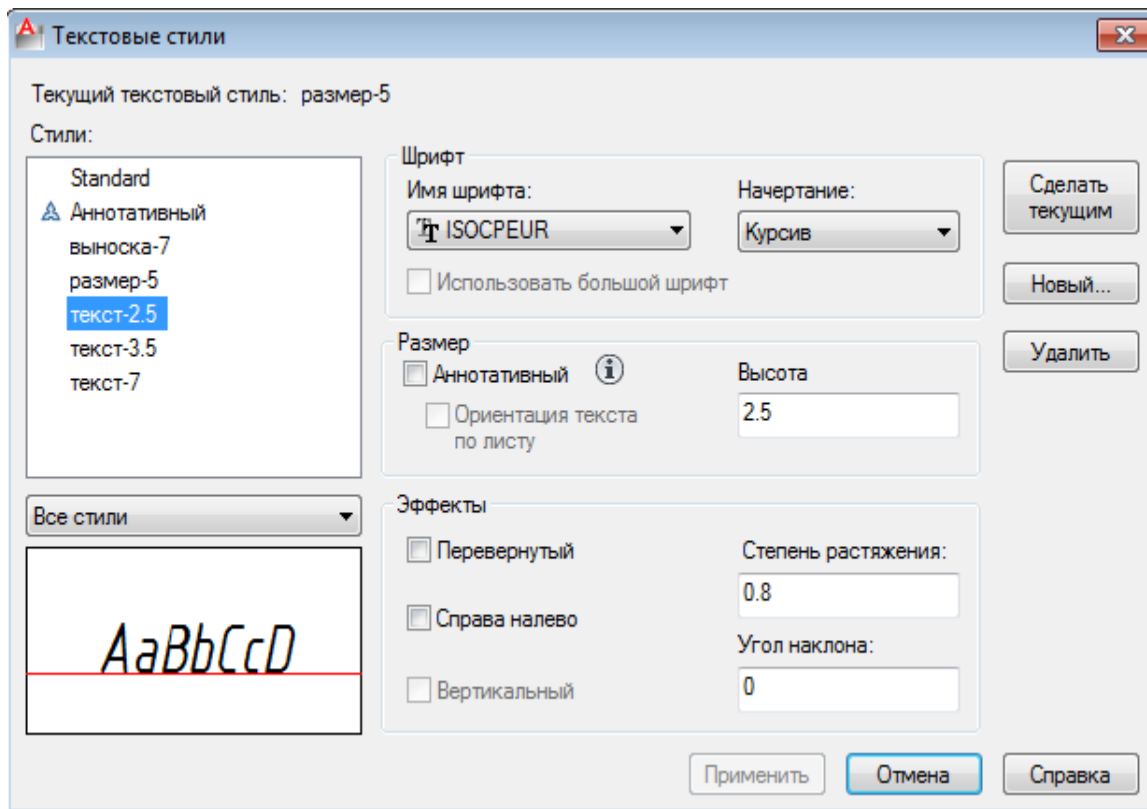 Текстовые стили
Текущий текстовый стиль: размер-5
Стили:
Standard
Аннотативный
выноска-7
размер-5
текст-2.5
текст-3.5
текст-7
Все стили
AaBbCcD
Шрифт
Имя шрифта:
Начертание:
ISOCPEUR
Курсив
Использовать большой шрифт
Размер
Аннотативный
Ориентация текста
по листу
Высота
2.5
Эффекты
Перевернутый
Справа налево
Вертикальный
Степень растяжения:
0.8
Угол наклона:
0
Сделать
текущим
Новый...
Удалить
Применить
Отмена
Справка